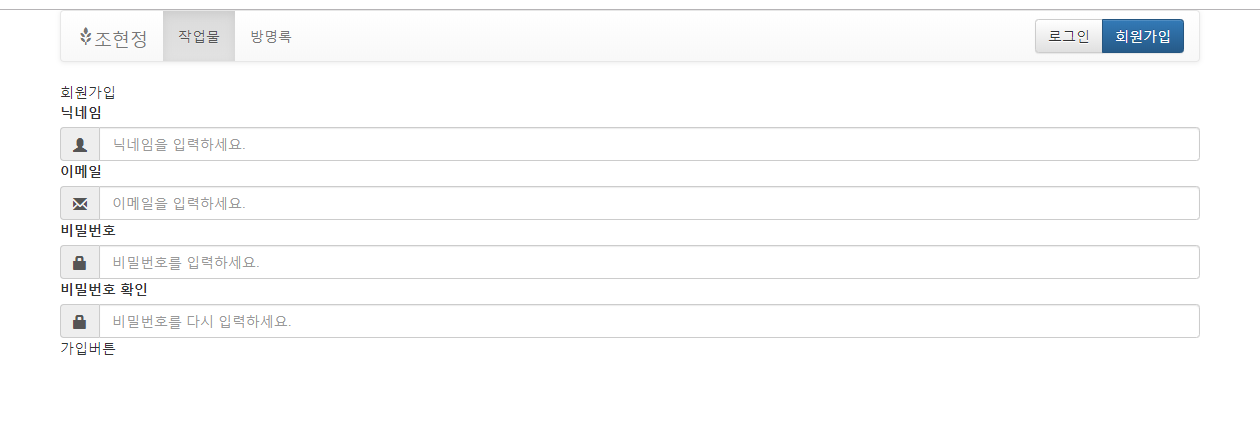 조현정 작업물 방명록 로그인 회원가입
회원가입
닉네임
닉네임을 입력하세요.
이메일
이메일을 입력하세요.
비밀번호
비밀번호를 입력하세요.
비밀번호 확인
비밀번호를 다시 입력하세요.
가입버튼